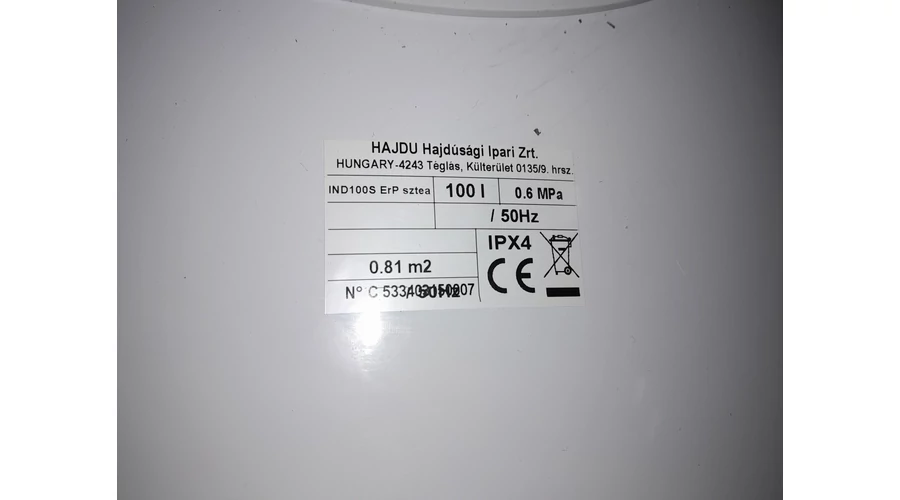 HAJDU Hajdúsági Ipari Zrt.
HUNGARY-4243 Téglás, Külterület 0135/9. hrsz.
IND100S ErP sztea 100 l 0.6 MPa
/ 50Hz
IPX4
0.81 m2
CE
N° C
/ 50Hz